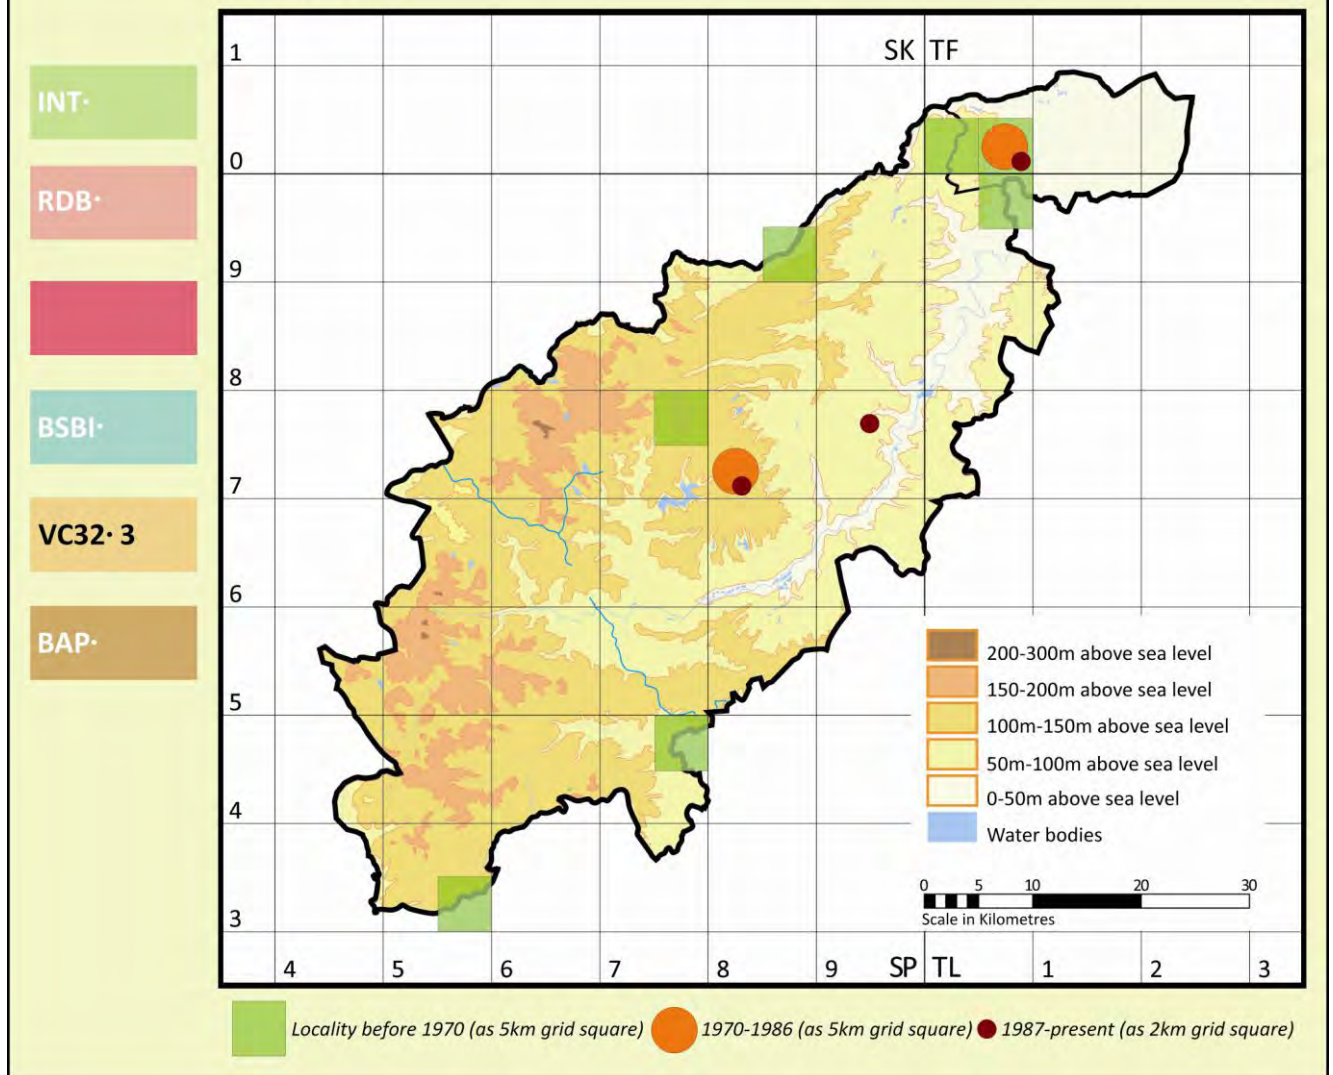 INT·
RDB·
BSBI·
VC32· 3
BAP·
SK TF
1
0
9
8
7
6
5
4
3
200-300m above sea level
150-200m above sea level
100m-150m above sea level
50m-100m above sea level
0-50m above sea level
Water bodies
0 5 10 20 30
Scale in Kilometres
4 5 6 7 8 9 SP TL 1 2 3
Locality before 1970 (as 5km grid square) 1970-1986 (as 5km grid square) 1987-present (as 2km grid square)